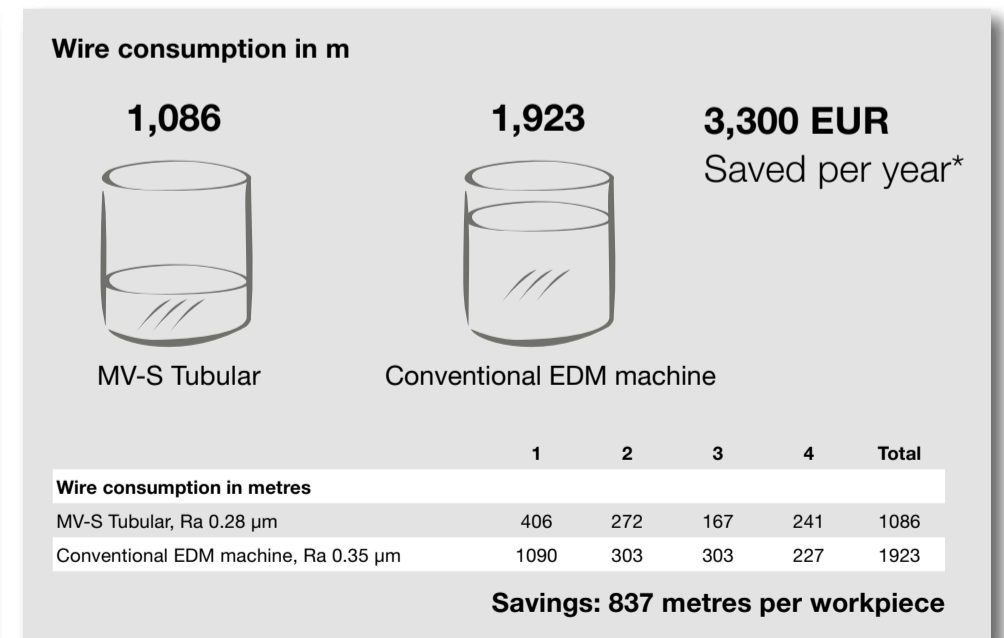 Wire consumption in m
1,086 1,923 3,300 EUR
Saved per year*
MV-S Tubular Conventional EDM machine
1 2 3 4 Total
Wire consumption in metres
MV-S Tubular, Ra 0.28 μm 406 272 167 241 1086
Conventional EDM machine, Ra 0.35 μm 1090 303 303 227 1923
Savings: 837 metres per workpiece